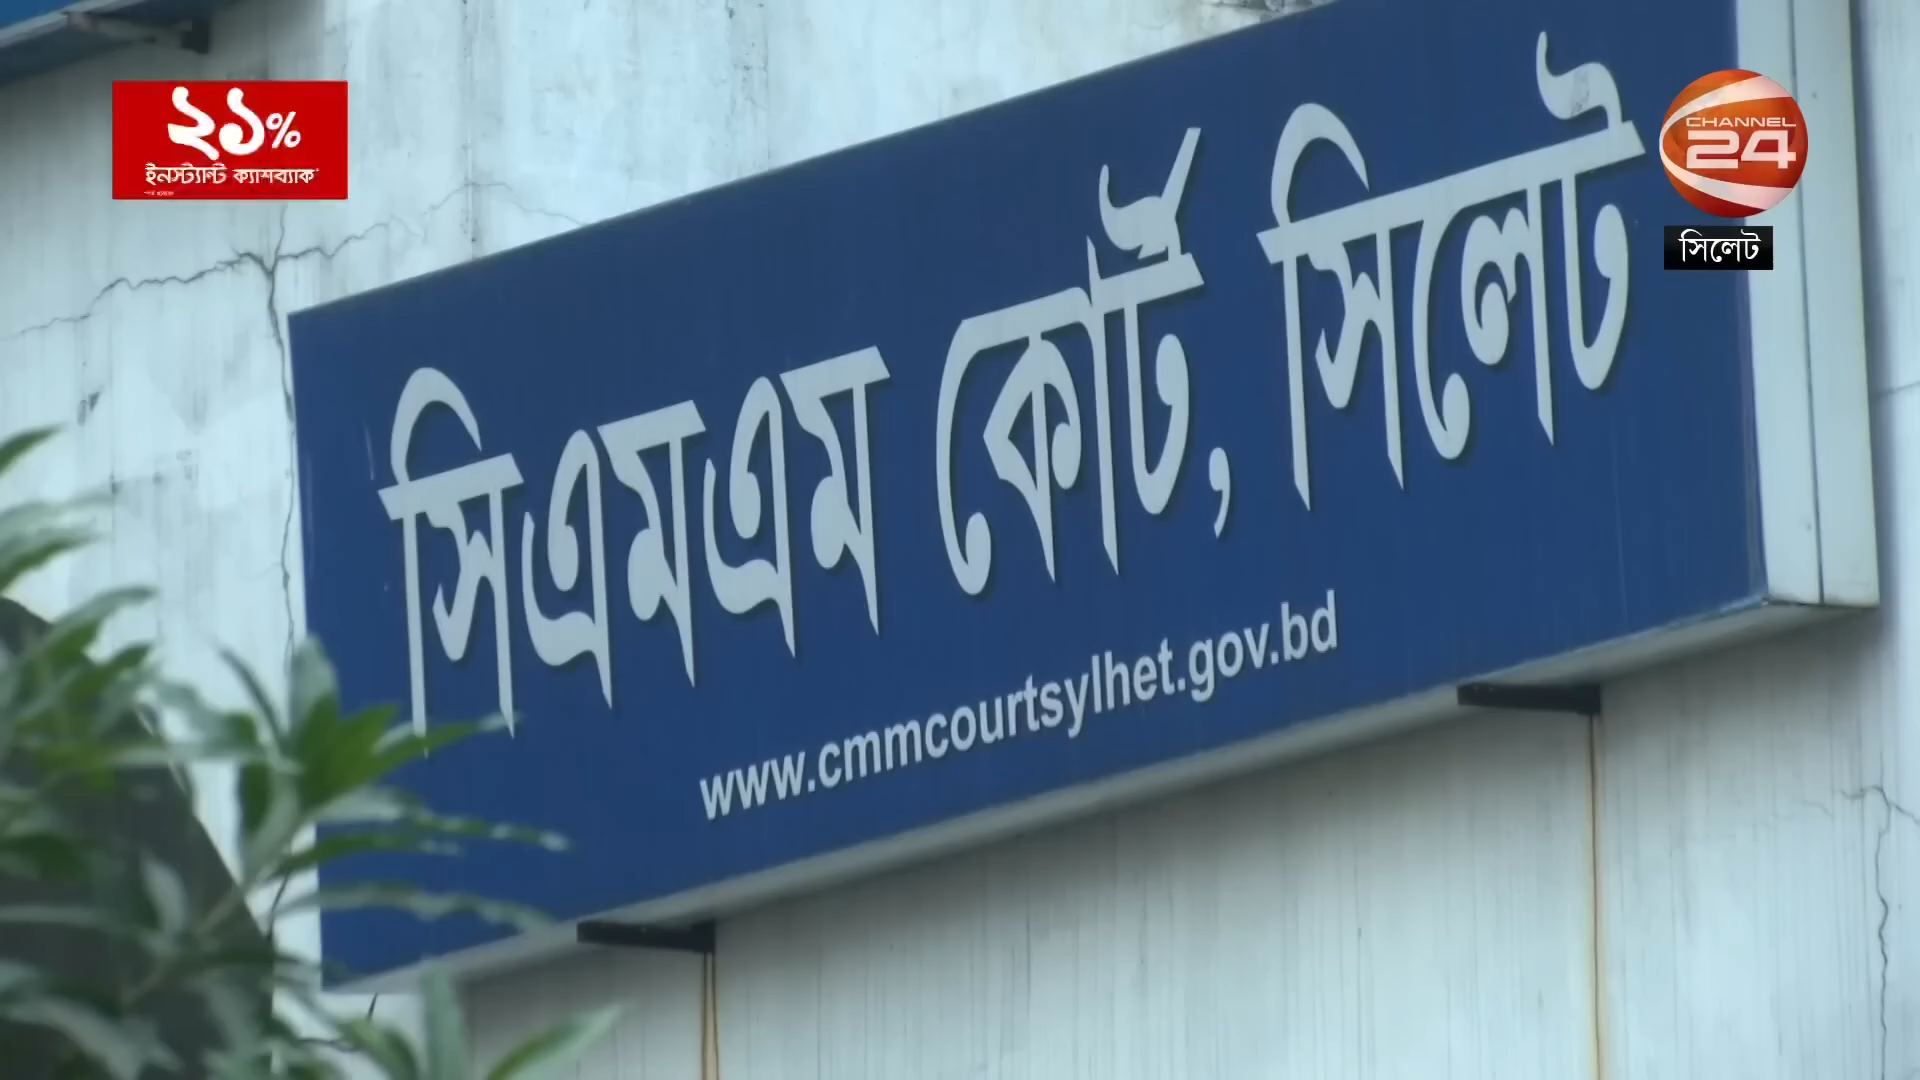 ২১%
ইনস্ট্যান্ট ক্যাশব্যাক
CHANNEL
24
সিলেট
সিএমএম কোর্ট, সিলেট
www.cmmcourtsylhet.gov.bd